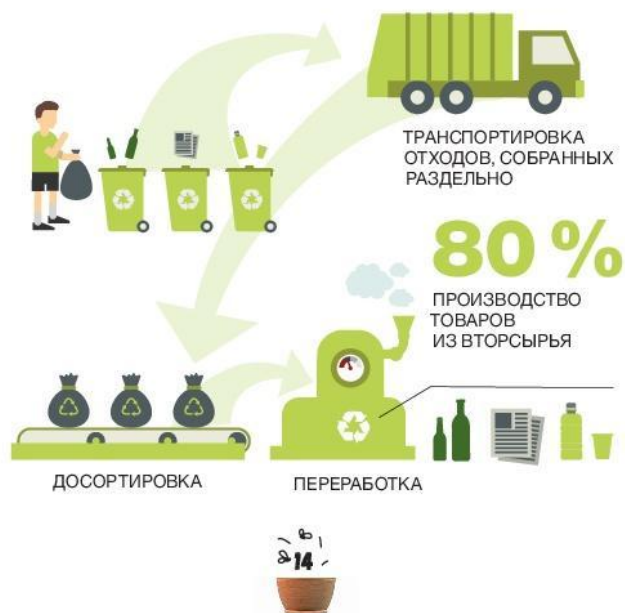 ТРАНСПОРТИРОВКА
ОТХОДОВ, СОБРАННЫХ
РАЗДЕЛЬНО
80 %
ПРОИЗВОДСТВО
ТОВАРОВ
ИЗ ВТОРСЫРЬЯ
ДОСОРТИРОВКА
ПЕРЕРАБОТКА
14